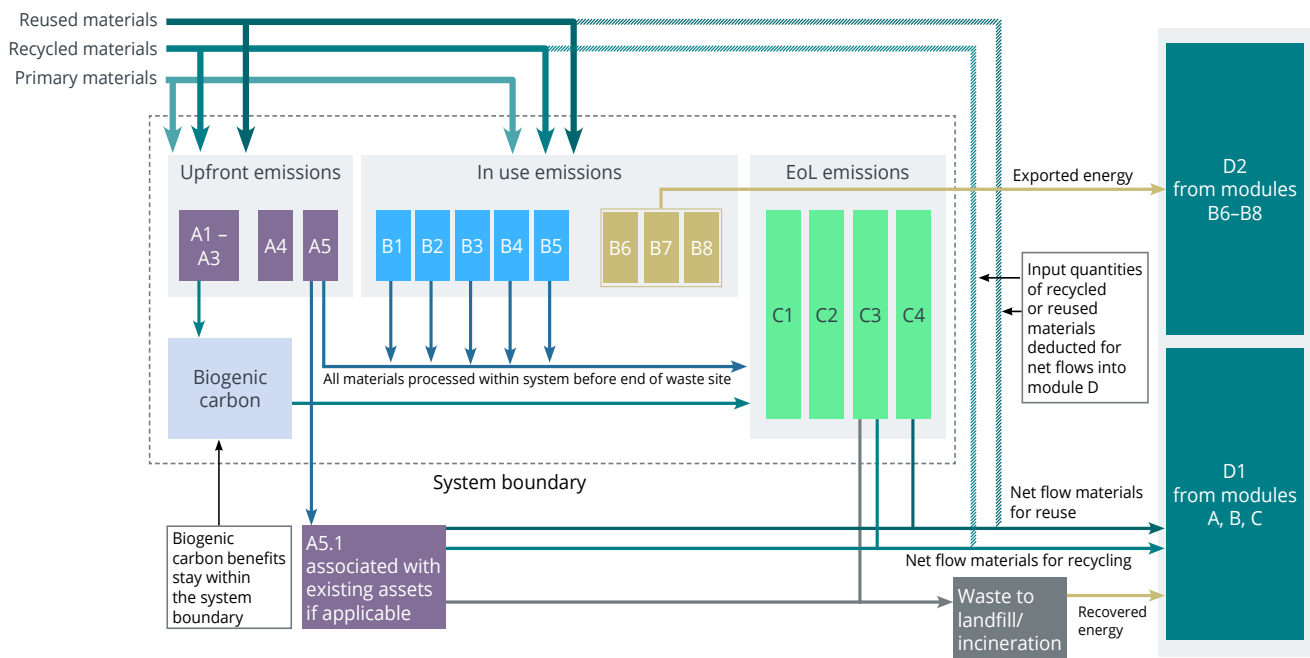 Reused materials
Recycled materials
Primary materials
Upfront emissions
In use emissions
EoL emissions
A1 –
A3
A4
A5
B1
B2
B3
B4
B5
B6
B7
B8
C1
C2
C3
C4
Exported energy
D2
from modules
B6–B8
Input quantities
of recycled
or reused
materials
deducted for
net flows into
module D
Biogenic
carbon
All materials processed within system before end of waste site
System boundary
D1
from modules
A, B, C
Net flow materials
for reuse
Net flow materials for recycling
Biogenic
carbon benefits
stay within
the system
boundary
A5.1
associated with
existing assets
if applicable
Waste to
landfill/
incineration
Recovered
energy